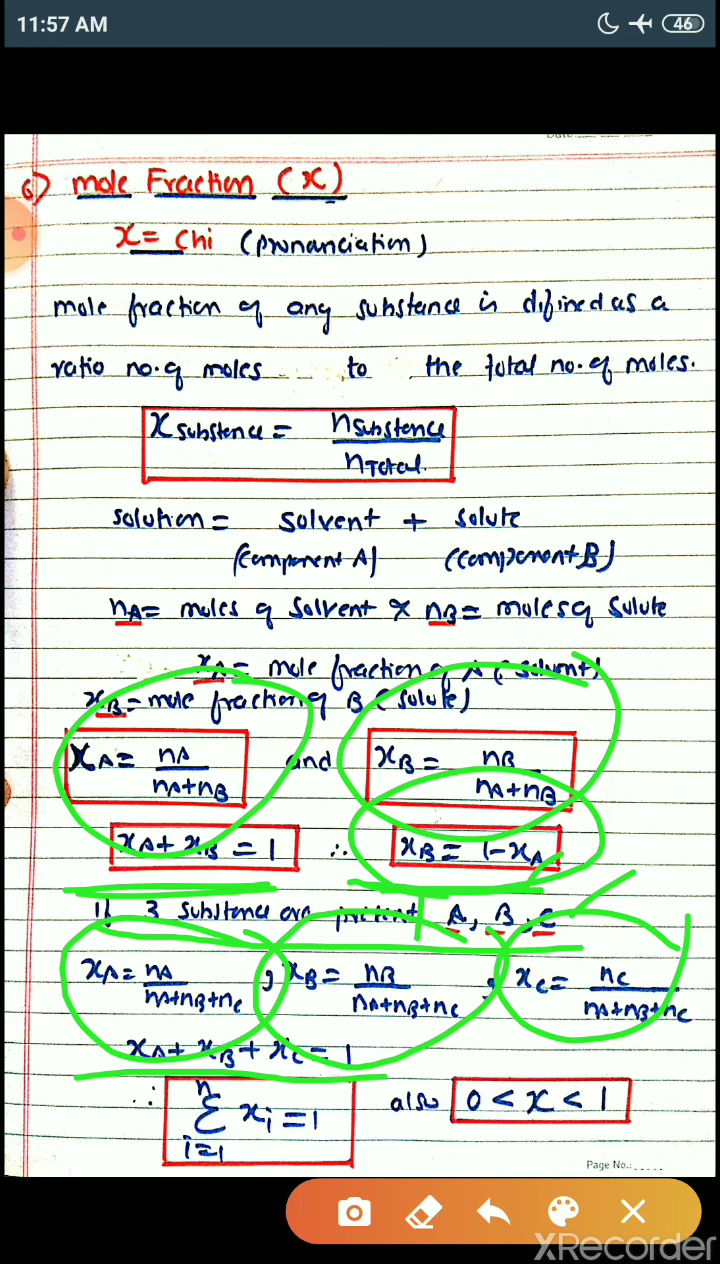 11:57 AM
46
6) mole Fraction (x)
x = chi (pronanciation)
mole fraction of any substance is difined as a
ratio no. of moles to the total no. of moles.
x substence = n substence / n Total.
solution = solvent + solute
(component A) (component B)
nA = moles of solvent & nB = moles of solute
xA = mole fraction of A (solvent)
xB = mole fraction of B (solute)
xA = nA / nA+nB and xB = nB / nA+nB
xA + xB = 1 ∴ xB = 1-xA
If 3 substance are present A, B, C
xA = nA / nA+nB+nC ; xB = nB / nA+nB+nC ; xC = nC / nA+nB+nC
xA + xB + xC = 1
∴ n Σ i=1 xi = 1 also 0 < x < 1
Page No.:
XRecorder